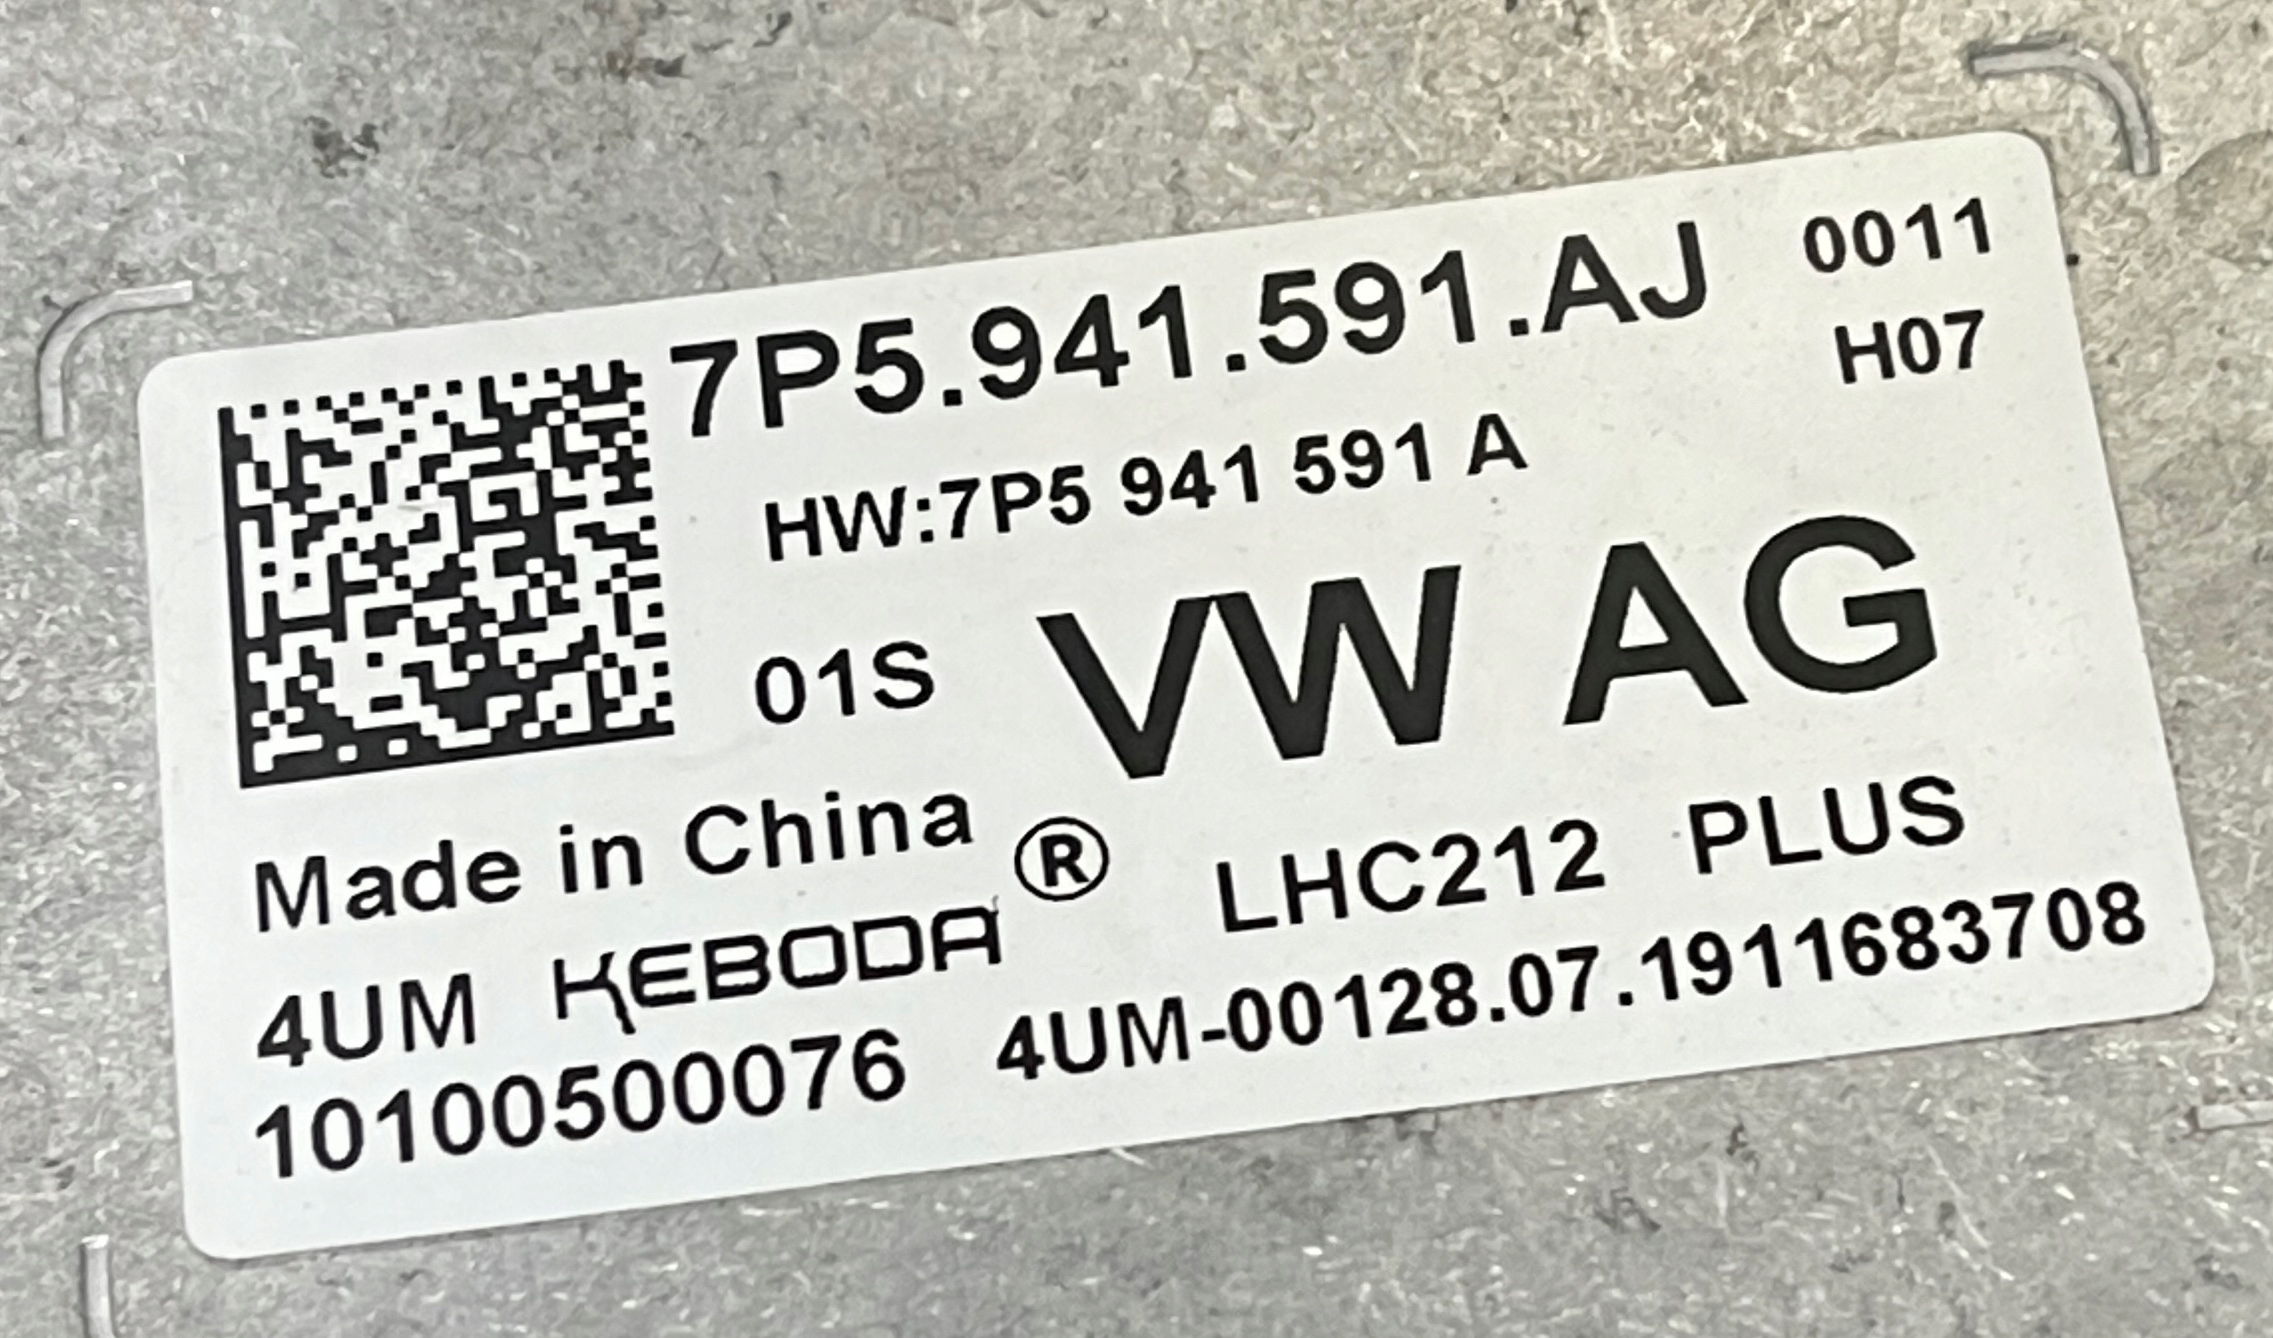 7P5.941.591.AJ 0011
H07
HW:7P5 941 591 A
01S VW AG
Made in China ® LHC212 PLUS
4UM KEBODA
10100500076 4UM-00128.07.1911683708